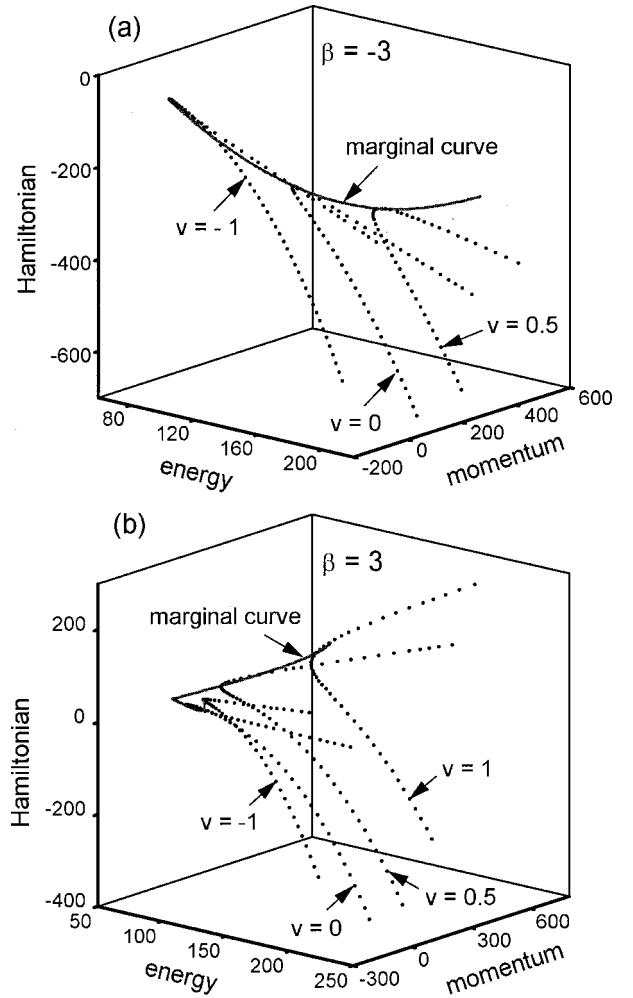 (a)
β = -3
0
-200
-400
-600
Hamiltonian
marginal curve
v = - 1
v = 0.5
v = 0
80
120
160
200
energy
-200
0
200
400
600
momentum
(b)
β = 3
200
0
-200
-400
Hamiltonian
marginal curve
v = 1
v = -1
v = 0.5
v = 0
50
100
150
200
250
energy
-300
0
300
600
momentum